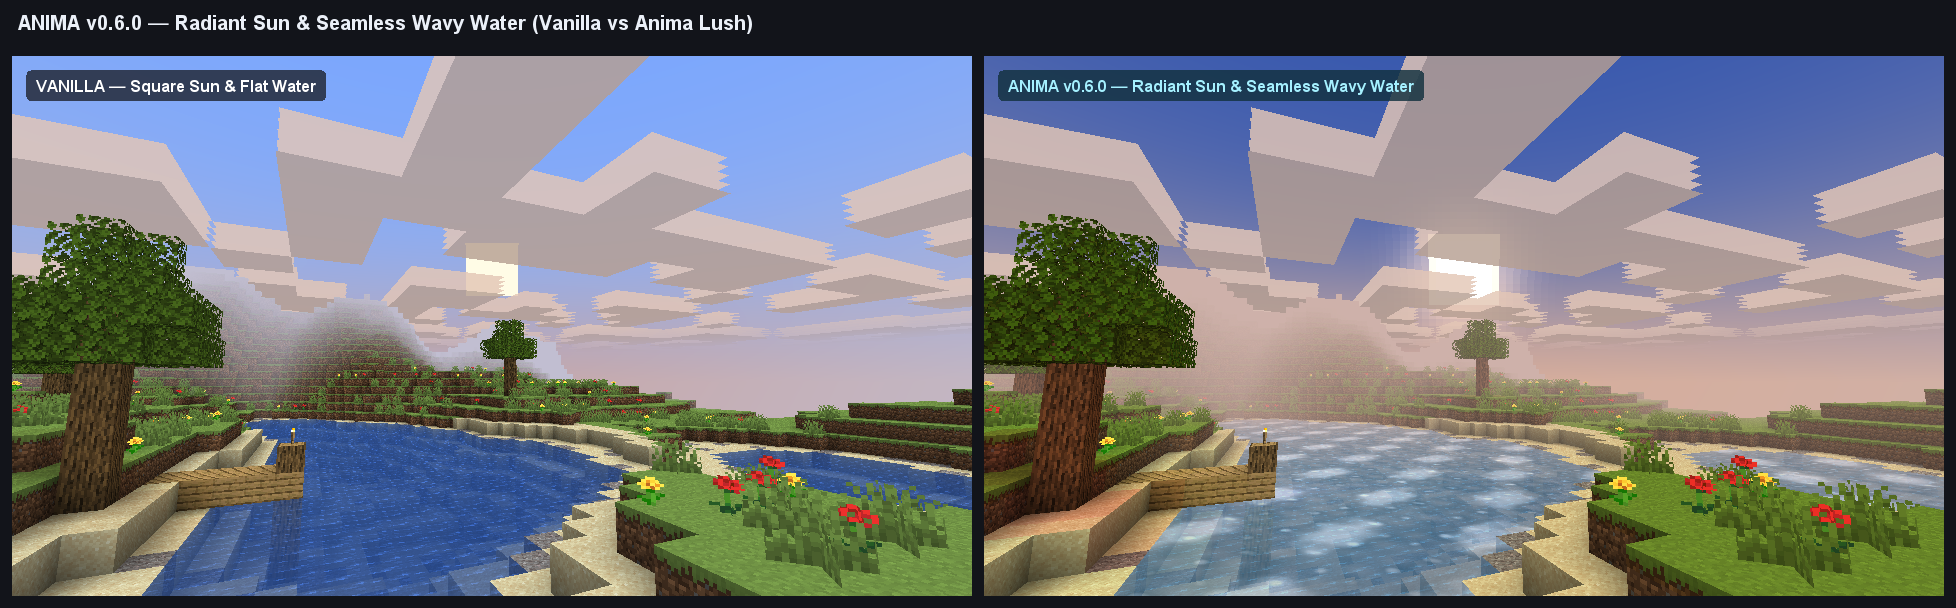 ANIMA v0.6.0 — Radiant Sun & Seamless Wavy Water (Vanilla vs Anima Lush)
VANILLA — Square Sun & Flat Water
ANIMA v0.6.0 — Radiant Sun & Seamless Wavy Water